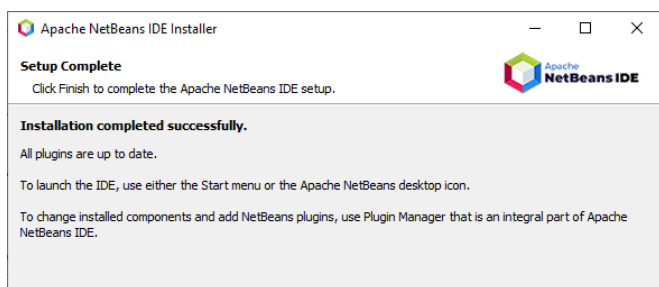 Apache NetBeans IDE Installer
Setup Complete
Click Finish to complete the Apache NetBeans IDE setup.
Apache
NetBeans IDE
Installation completed successfully.
All plugins are up to date.
To launch the IDE, use either the Start menu or the Apache NetBeans desktop icon.
To change installed components and add NetBeans plugins, use Plugin Manager that is an integral part of Apache
NetBeans IDE.